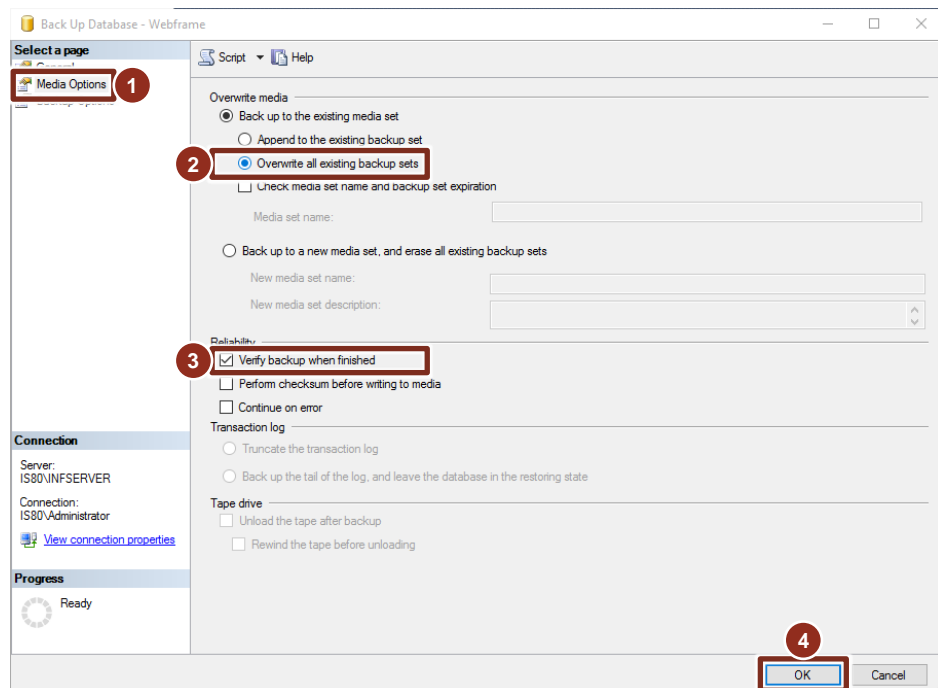 Back Up Database - Webframe
Select a page
General
Media Options
1
Backup Options
Script
Help
Overwrite media
Back up to the existing media set
Append to the existing backup set
2
Overwrite all existing backup sets
Check media set name and backup set expiration
Media set name:
Back up to a new media set, and erase all existing backup sets
New media set name:
New media set description:
Reliability
3
Verify backup when finished
Perform checksum before writing to media
Continue on error
Transaction log
Truncate the transaction log
Back up the tail of the log, and leave the database in the restoring state
Tape drive
Unload the tape after backup
Rewind the tape before unloading
Connection
Server:
IS80\INFSERVER
Connection:
IS80\Administrator
View connection properties
Progress
Ready
4
OK
Cancel